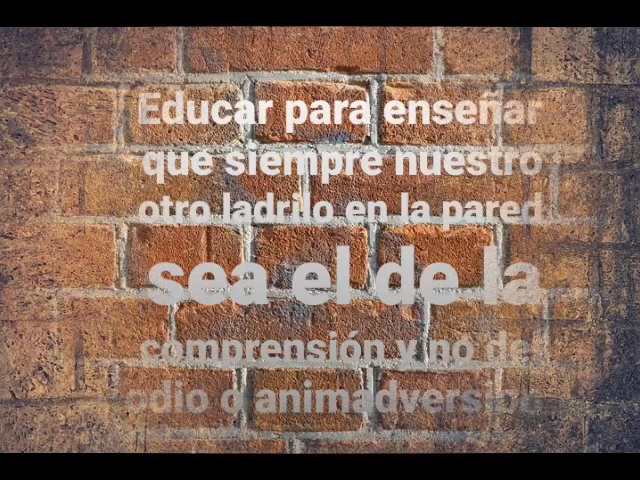 Educar para enseñar
que siempre nuestro
otro ladrillo en la pared
sea el de la
comprensión y no del
odio o animadversión